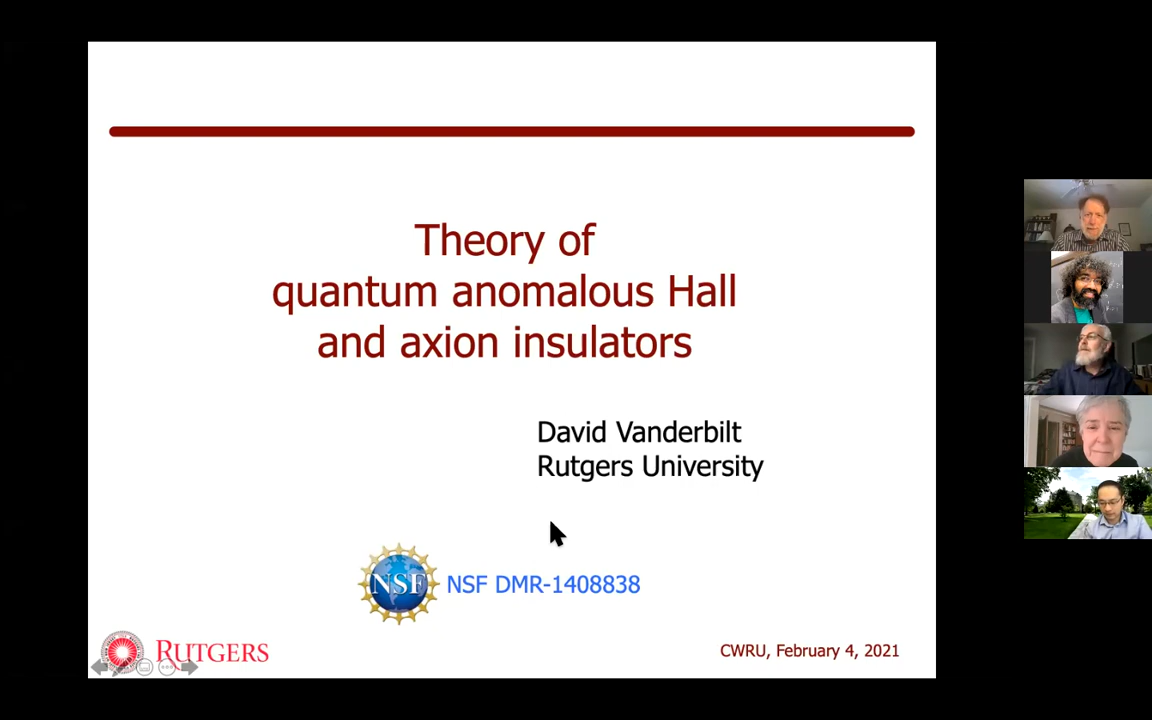 Theory of
quantum anomalous Hall
and axion insulators
David Vanderbilt
Rutgers University
NSF
NSF DMR-1408838
RUTGERS
CWRU, February 4, 2021